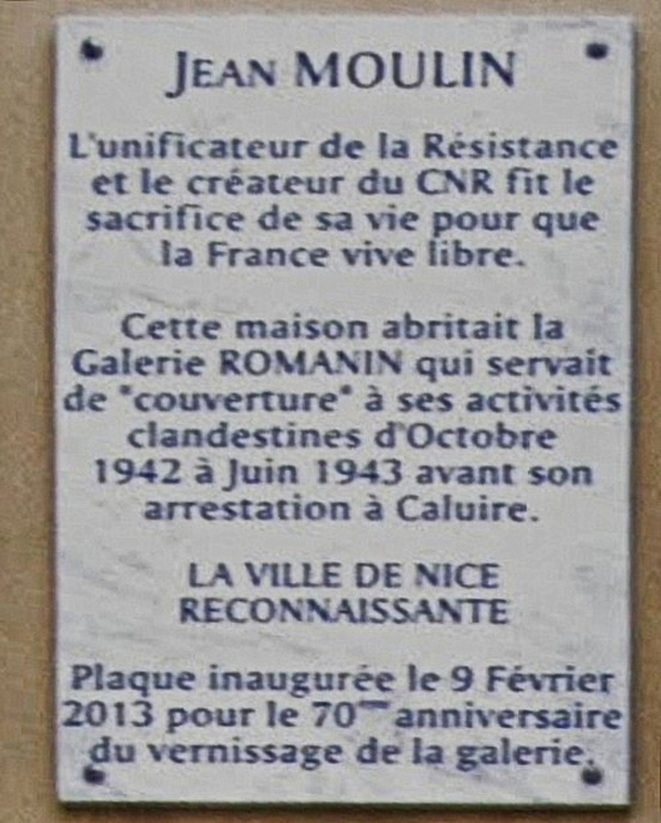 JEAN MOULIN
L'unificateur de la Résistance
et le créateur du CNR fit le
sacrifice de sa vie pour que
la France vive libre.
Cette maison abritait la
Galerie ROMANIN qui servait
de "couverture" à ses activités
clandestines d'Octobre
1942 à Juin 1943 avant son
arrestation à Caluire.
LA VILLE DE NICE
RECONNAISSANTE
Plaque inaugurée le 9 Février
2013 pour le 70ème anniversaire
du vernissage de la galerie.